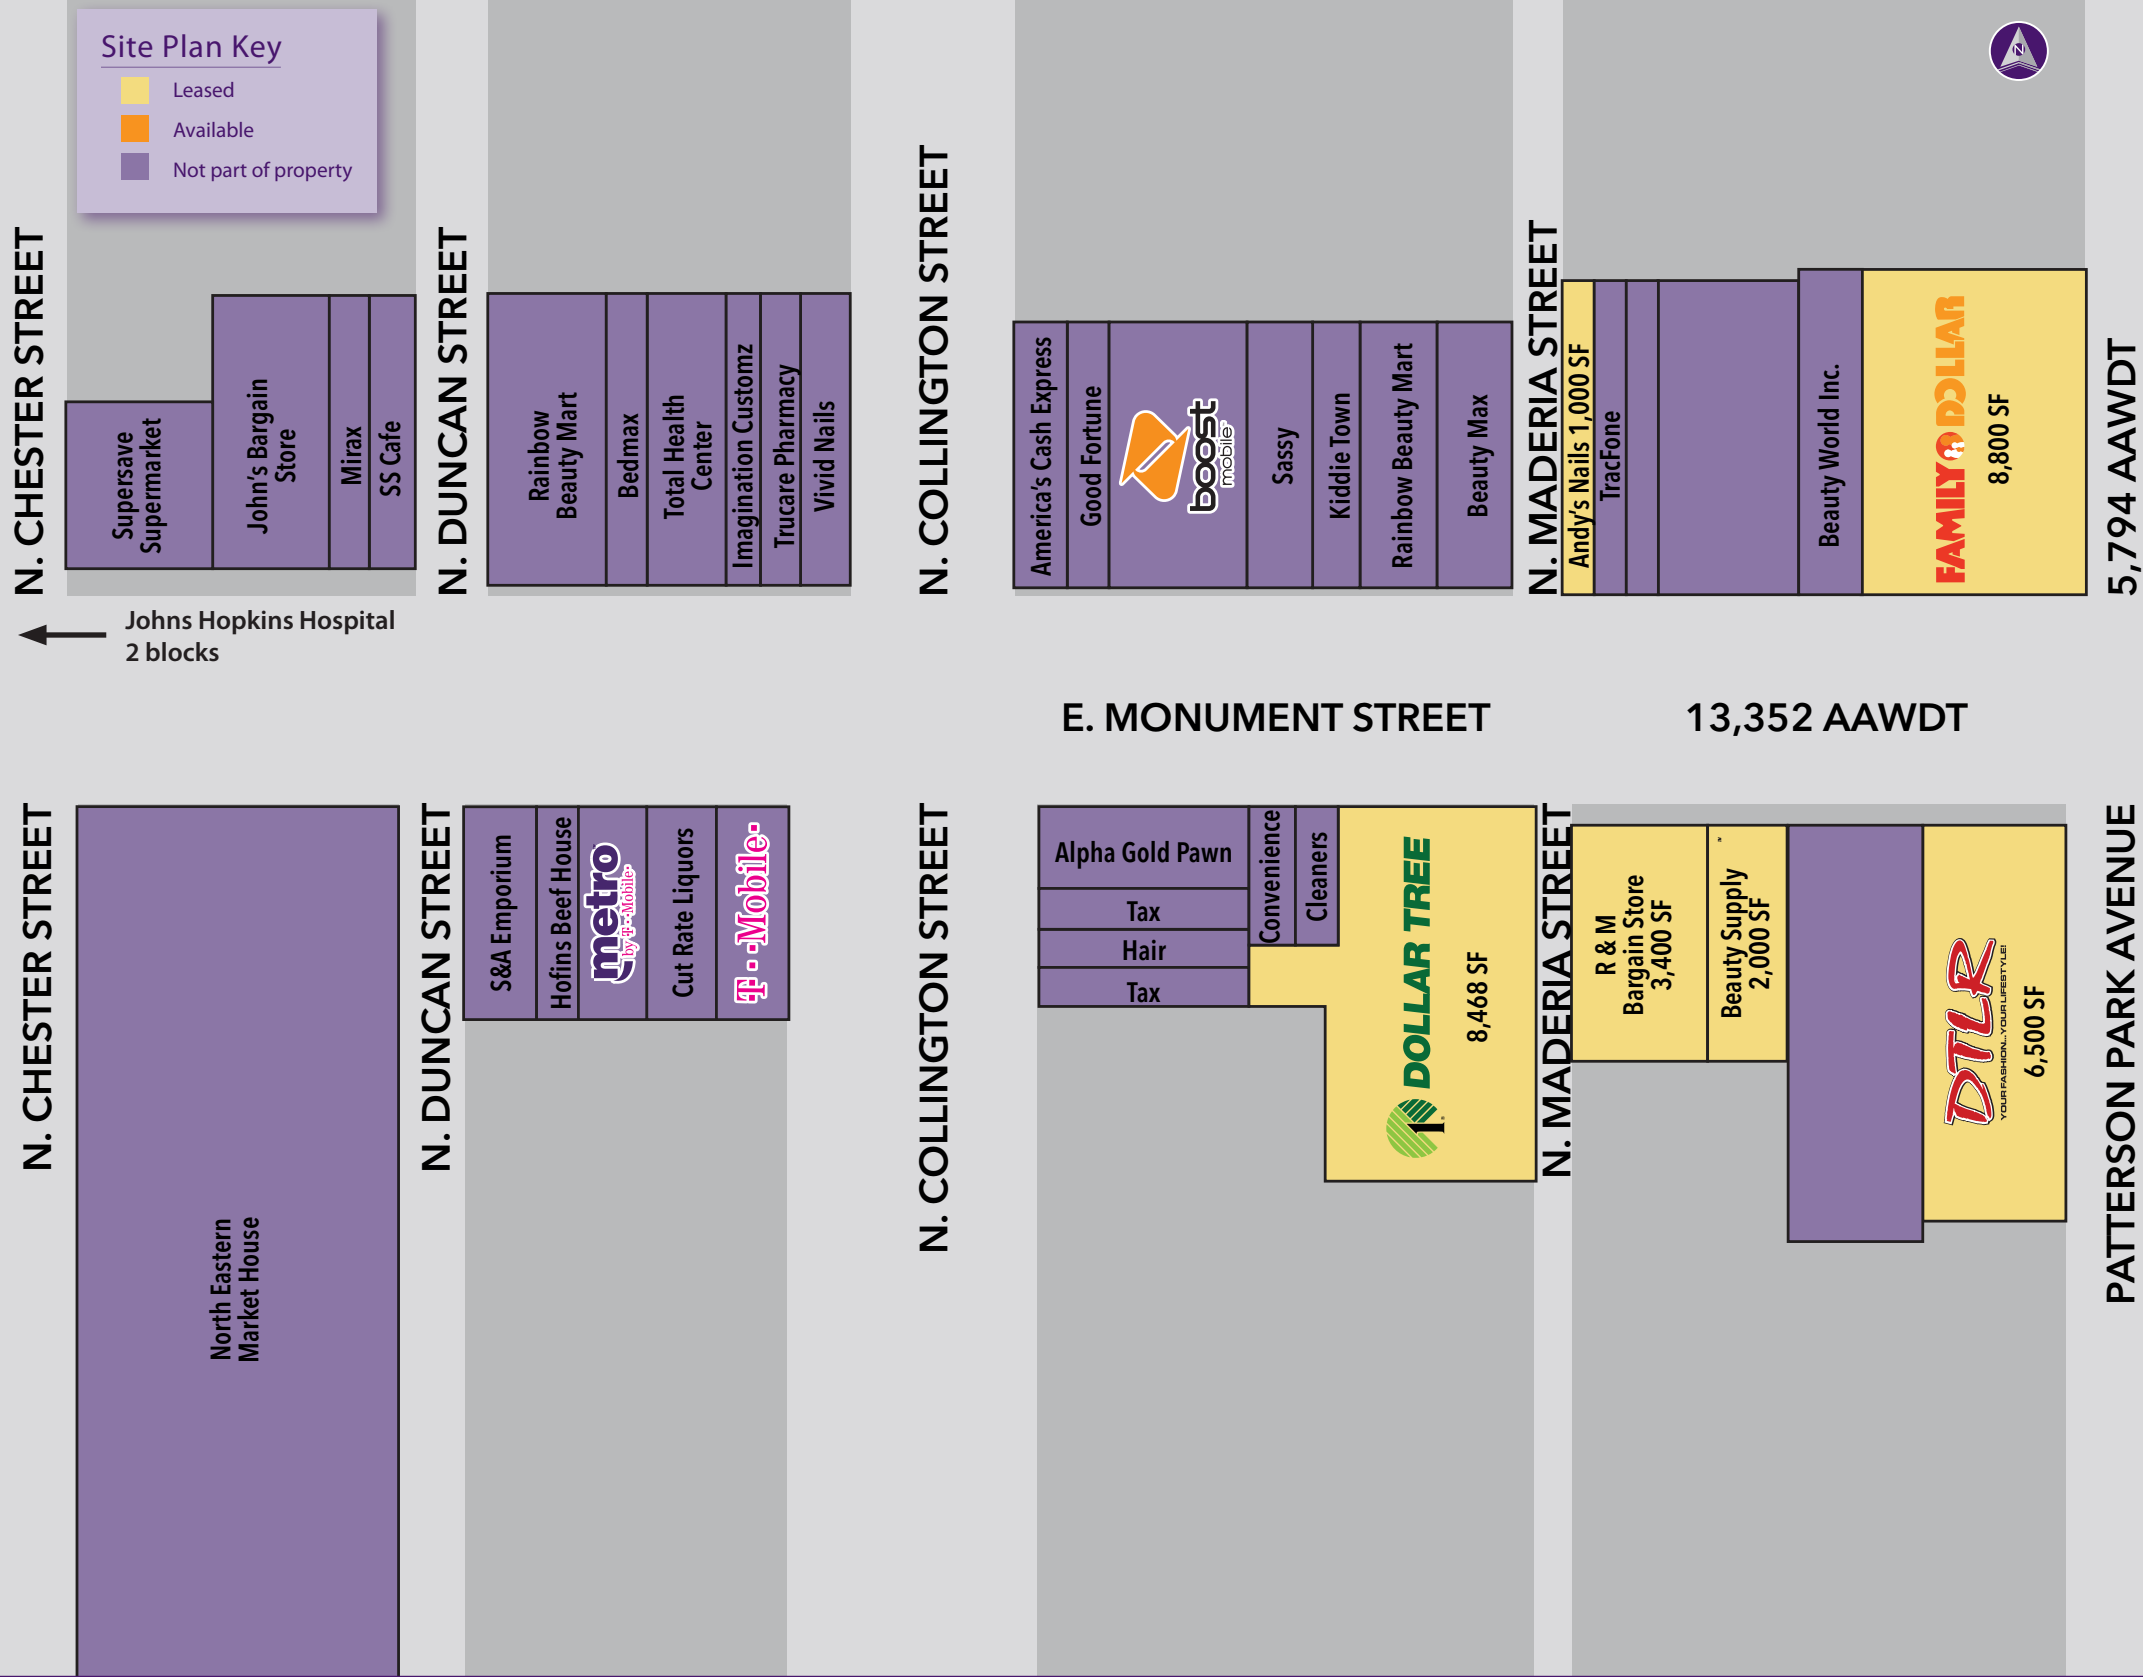 Site Plan Key
Leased
Available
Not part of property
N
N. CHESTER STREET
Supersave
Supermarket
John's Bargain
Store
Mirax
SS Cafe
N. DUNCAN STREET
Rainbow
Beauty Mart
Bedmax
Total Health
Center
Imagination Customz
Trucare Pharmacy
Vivid Nails
N. COLLINGTON STREET
America's Cash Express
Good Fortune
boost
mobile
Sassy
Kiddie Town
Rainbow Beauty Mart
Beauty Max
N. MADERIA STREET
Andy's Nails 1,000 SF
TracFone
Beauty World Inc.
FAMILY DOLLAR
8,800 SF
5,794 AAWDT
Johns Hopkins Hospital
2 blocks
E. MONUMENT STREET
13,352 AAWDT
N. CHESTER STREET
North Eastern
Market House
N. DUNCAN STREET
S&A Emporium
Hofins Beef House
metro
by T-Mobile
Cut Rate Liquors
T-Mobile
N. COLLINGTON STREET
Alpha Gold Pawn
Tax
Hair
Tax
Convenience
Cleaners
1
DOLLAR TREE
8,468 SF
N. MADERIA STREET
R & M
Bargain Store
3,400 SF
Beauty Supply
2,000 SF
DTLR
YOUR FASHION...YOUR LIFESTYLE!
6,500 SF
PATTERSON PARK AVENUE